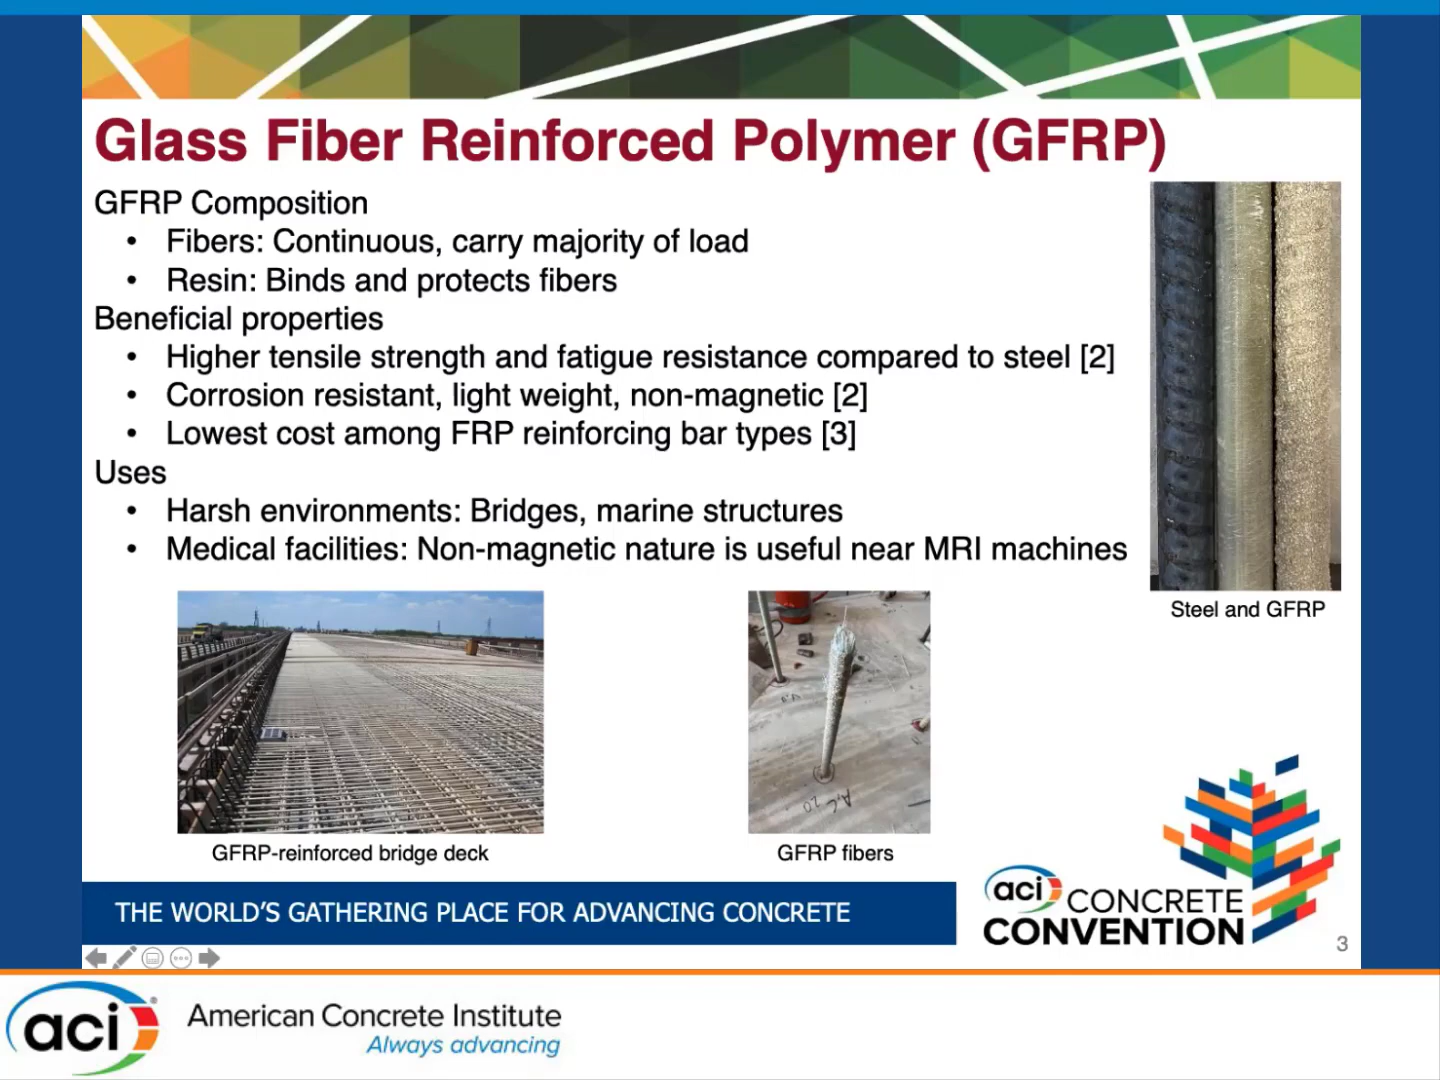 Glass Fiber Reinforced Polymer (GFRP)
GFRP Composition
• Fibers: Continuous, carry majority of load
• Resin: Binds and protects fibers
Beneficial properties
• Higher tensile strength and fatigue resistance compared to steel [2]
• Corrosion resistant, light weight, non-magnetic [2]
• Lowest cost among FRP reinforcing bar types [3]
Uses
• Harsh environments: Bridges, marine structures
• Medical facilities: Non-magnetic nature is useful near MRI machines
Steel and GFRP
GFRP-reinforced bridge deck
GFRP fibers
THE WORLD'S GATHERING PLACE FOR ADVANCING CONCRETE
aci CONCRETE
CONVENTION
3
aci®
American Concrete Institute
Always advancing